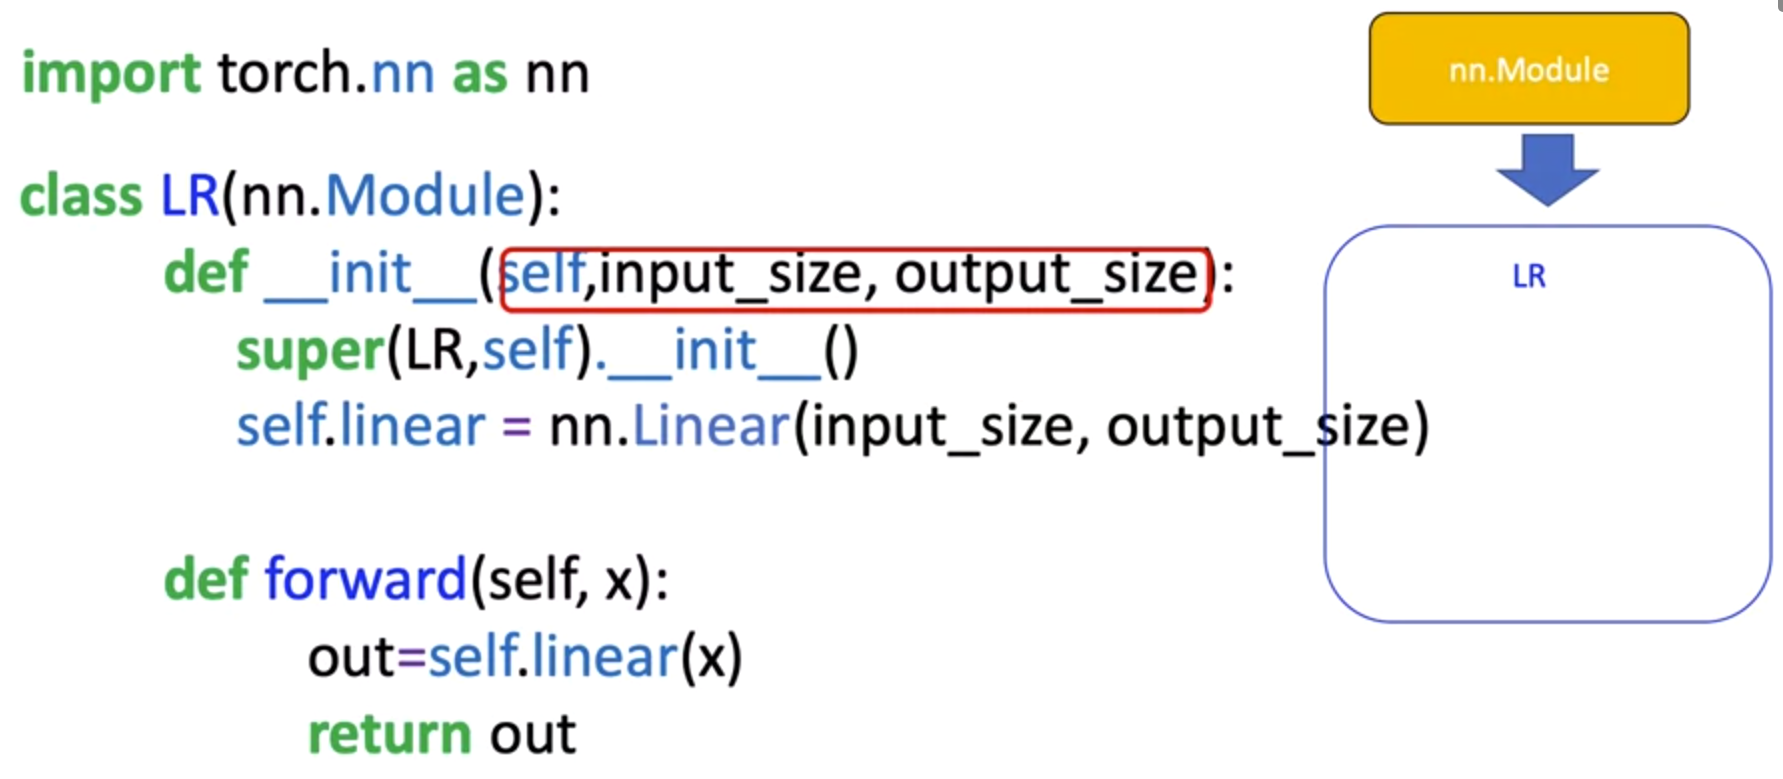 import torch.nn as nn
nn.Module
class LR(nn.Module):
def __init__(self,input_size, output_size):
LR
super(LR,self).__init__()
self.linear = nn.Linear(input_size, output_size)
def forward(self, x):
out=self.linear(x)
return out